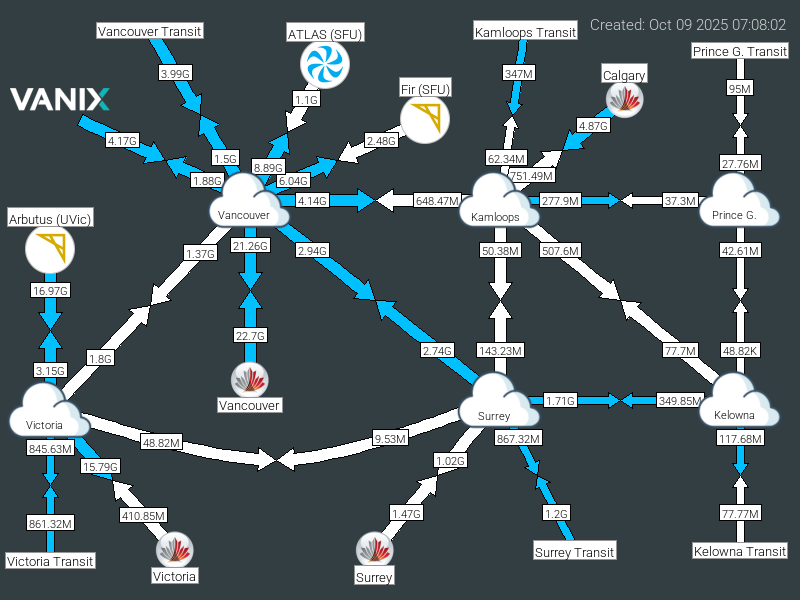 Created: Oct 09 2025 07:08:02
Vancouver Transit
ATLAS (SFU)
Kamloops Transit
Prince G. Transit
3.99G
347M
Calgary
Fir (SFU)
95M
VANIX
1.1G
4.87G
4.17G
2.48G
1.5G
62.34M
27.76M
8.89G
751.49M
1.88G
6.04G
4.14G
648.47M
277.9M
37.3M
Vancouver
Kamloops
Prince G.
Arbutus (UVic)
1.37G
21.26G
2.94G
50.38M
507.6M
42.61M
16.97G
22.7G
1.8G
2.74G
143.23M
77.7M
48.82K
3.15G
Vancouver
1.71G
349.85M
Victoria
Surrey
Kelowna
845.63M
48.82M
9.53M
867.32M
117.68M
15.79G
1.02G
861.32M
410.85M
1.47G
1.2G
77.77M
Victoria Transit
Victoria
Surrey
Surrey Transit
Kelowna Transit